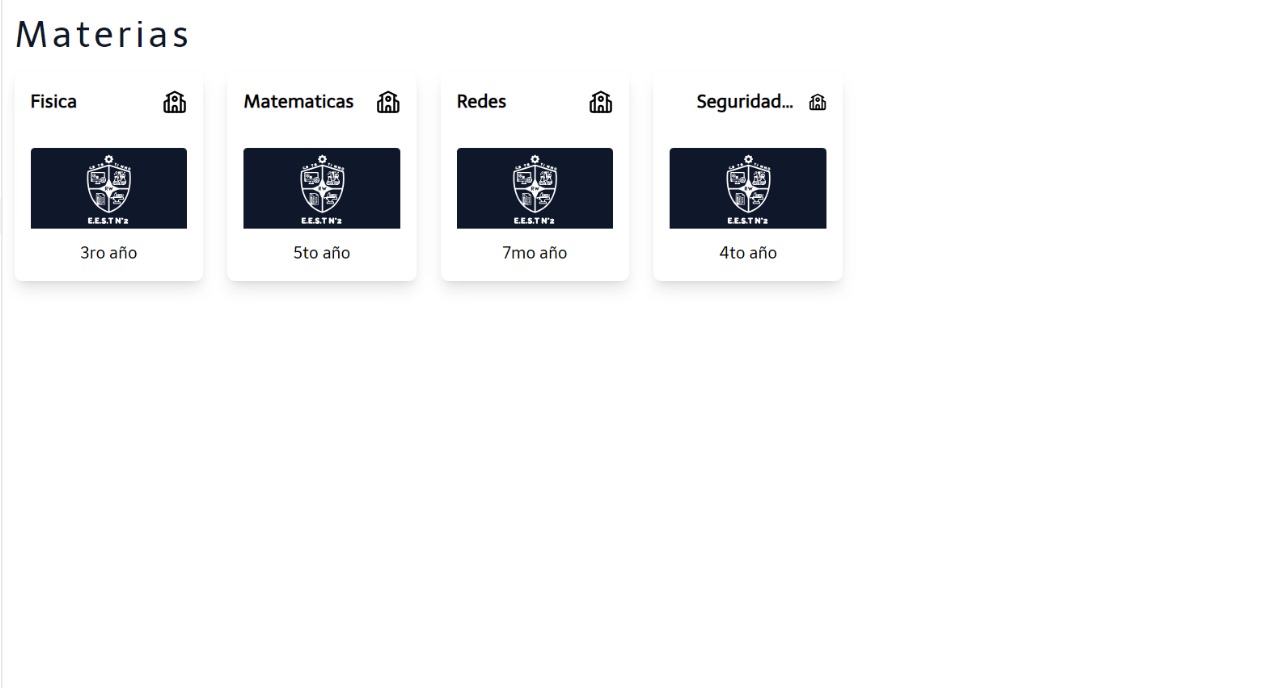 Materias
Fisica
Matematicas
Redes
Seguridad...
E.E.S.T N°2
E.E.S.T N°2
E.E.S.T N°2
E.E.S.T N°2
3ro año
5to año
7mo año
4to año